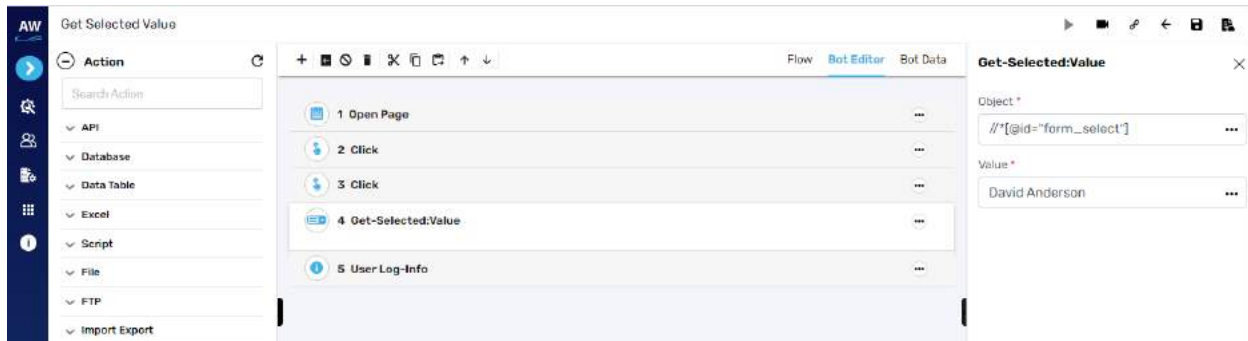 AW
Get Selected Value
Action
Search Action
API
Database
Data Table
Excel
Script
File
FTP
Import Export
Flow
Bot Editor
Bot Data
1 Open Page
2 Click
3 Click
4 Get-Selected:Value
5 User Log-Info
Get-Selected:Value
Object *
//*[@id="form_select"]
Value *
David Anderson